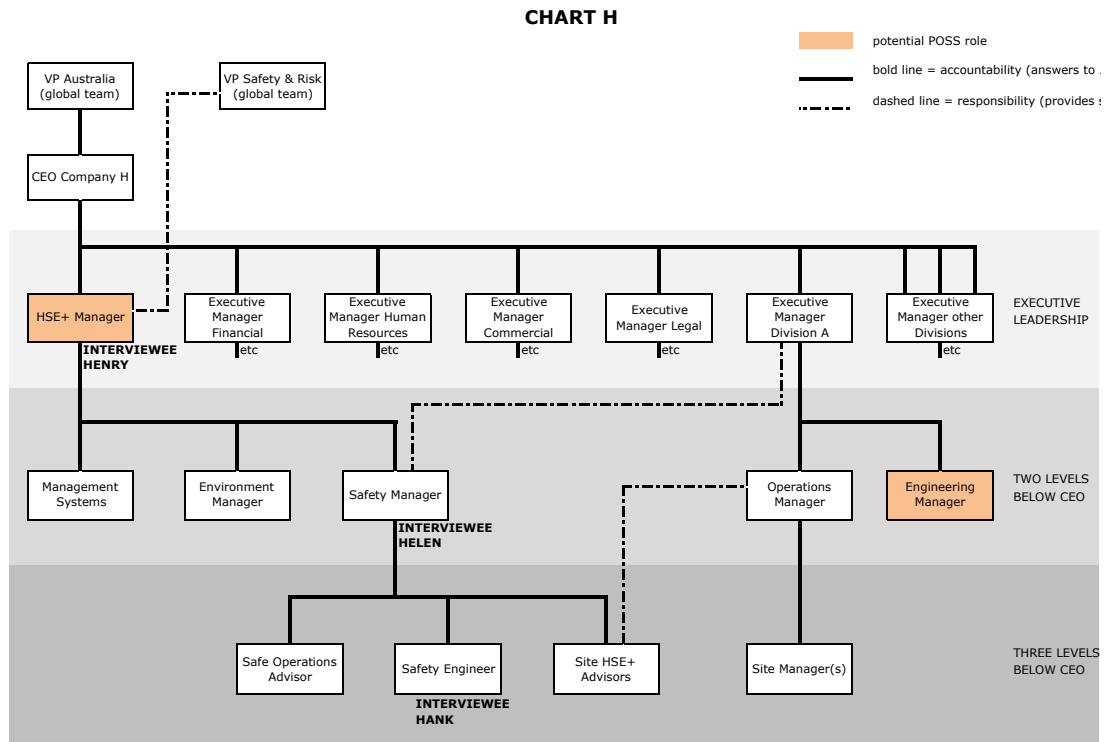 CHART H
potential POSS role
bold line = accountability (answers to
dashed line = responsibility (provides
VP Australia
(global team)
VP Safety & Risk
(global team)
CEO Company H
HSE+ Manager
Executive
Manager
Financial
Executive
Manager Human
Resources
Executive
Manager
Commercial
Executive
Manager Legal
Executive
Manager
Division A
Executive
Manager other
Divisions
EXECUTIVE
LEADERSHIP
INTERVIEWEE
HENRY
etc
etc
etc
etc
etc
Management
Systems
Environment
Manager
Safety Manager
Operations
Manager
Engineering
Manager
TWO LEVELS
BELOW CEO
INTERVIEWEE
HELEN
Safe Operations
Advisor
Safety Engineer
Site HSE+
Advisors
Site Manager(s)
THREE LEVELS
BELOW CEO
INTERVIEWEE
HANK